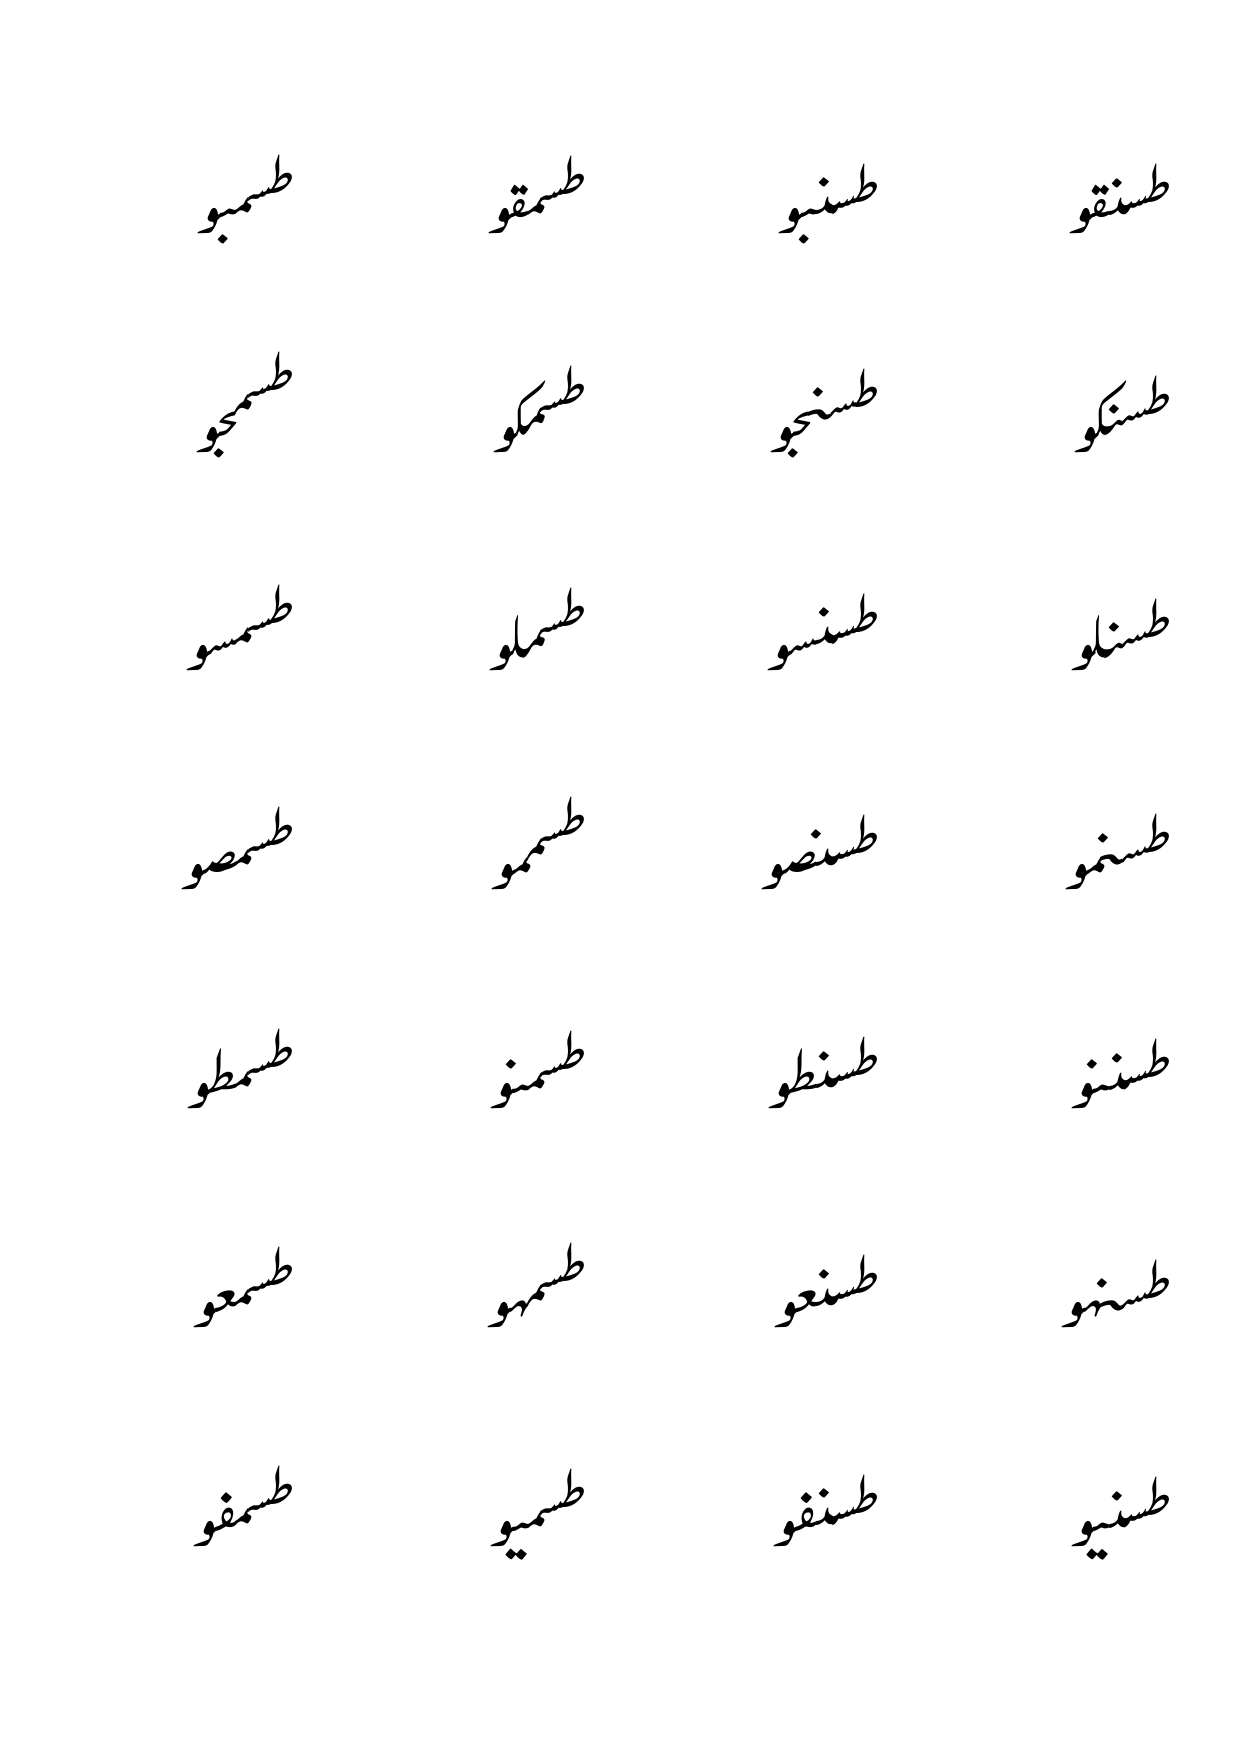 طسنقو طسنبو طسمقو طسمبو
طسنكو طسنجو طسمكو طسمجو
طسنلو طسنسو طسملو طسمسو
طسنمو طسنصو طسممو طسمصو
طسننو طسنطو طسمنو طسمطو
طسنهو طسنعو طسمهو طسمعو
طسنيو طسنفو طسميو طسمفو